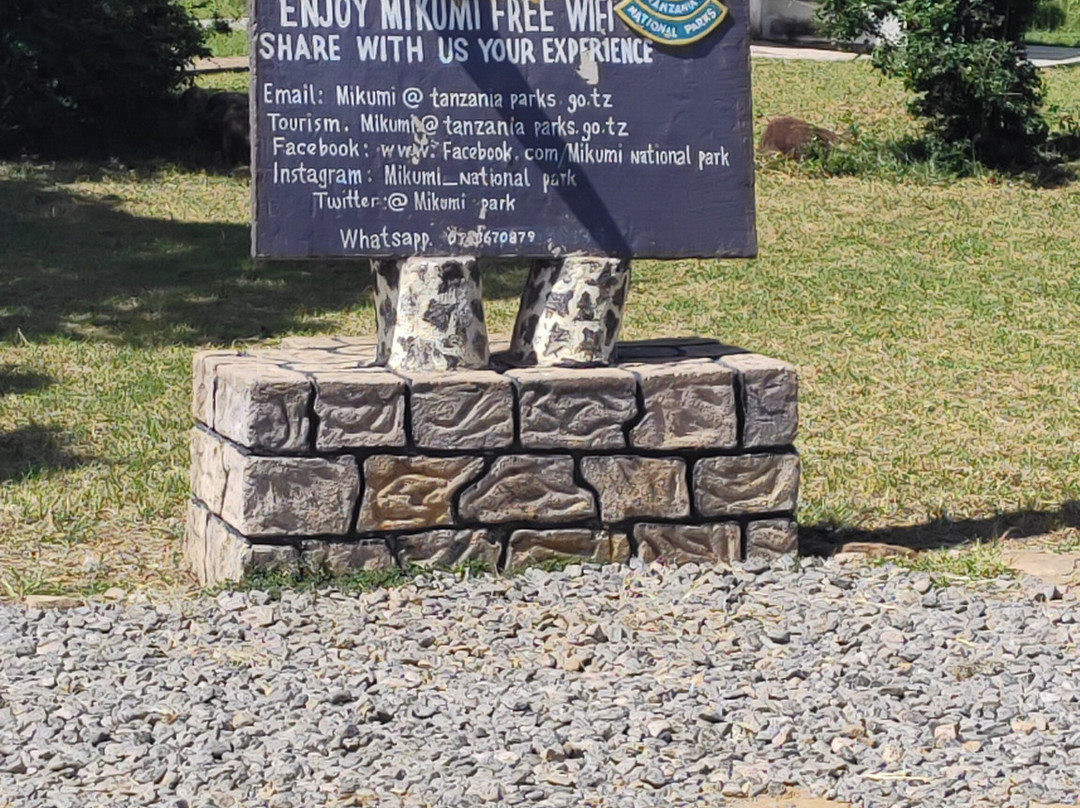 ENJOY MIKUMI FREE WIFI
SHARE WITH US YOUR EXPERIENCE
TANZANIA
NATIONAL PARKS
Email: Mikumi @ tanzania parks.go.tz
Tourism. Mikumi@tanzania parks.go.tz
Facebook: www. Facebook.com/Mikumi national park
Instagram: Mikumi_national park
Twitter:@ Mikumi park
Whatsapp.